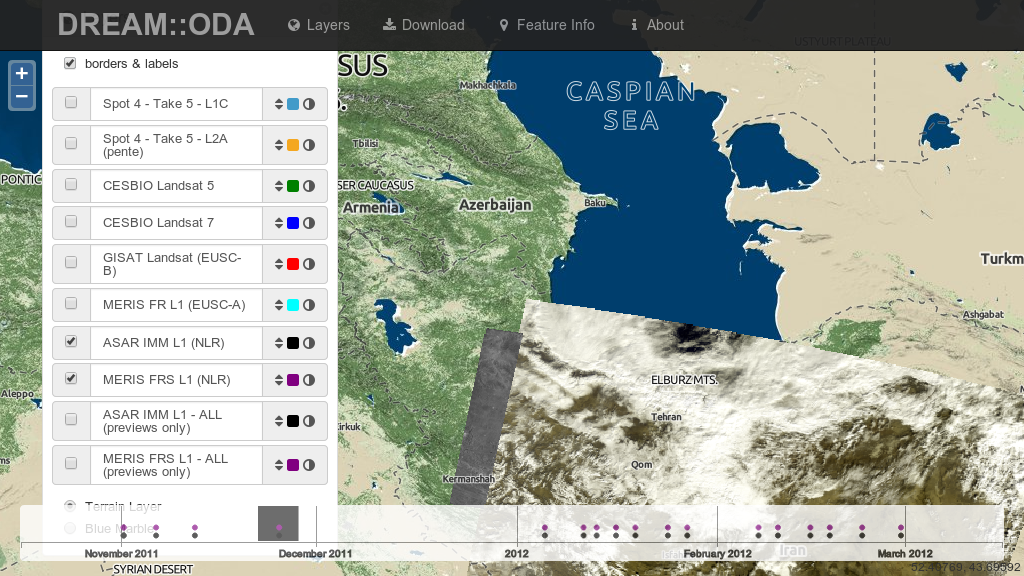 DREAM::ODA
Layers
Download
Feature Info
About
borders & labels
Spot 4 - Take 5 - L1C
Spot 4 - Take 5 - L2A
(pente)
CESBIO Landsat 5
CESBIO Landsat 7
GISAT Landsat (EUSC-
B)
MERIS FR L1 (EUSC-A)
ASAR IMM L1 (NLR)
MERIS FRS L1 (NLR)
ASAR IMM L1 - ALL
(previews only)
MERIS FRS L1 - ALL
(previews only)
Terrain Layer
Blue Marble
USTYURT PLATEAU
SUS
Makhachkala
CASPIAN
SEA
Tbilisi
PONTIC
SER CAUCASUS
Armenia
Azerbaijan
Baku
Turkm
Ashgabat
ELBURZ MTS.
Aleppo
Tehran
irkuk
ms
Qom
Kermanshah
Iran
November 2011
December 2011
2012
February 2012
March 2012
SYRIAN DESERT
52.49769, 43.69592